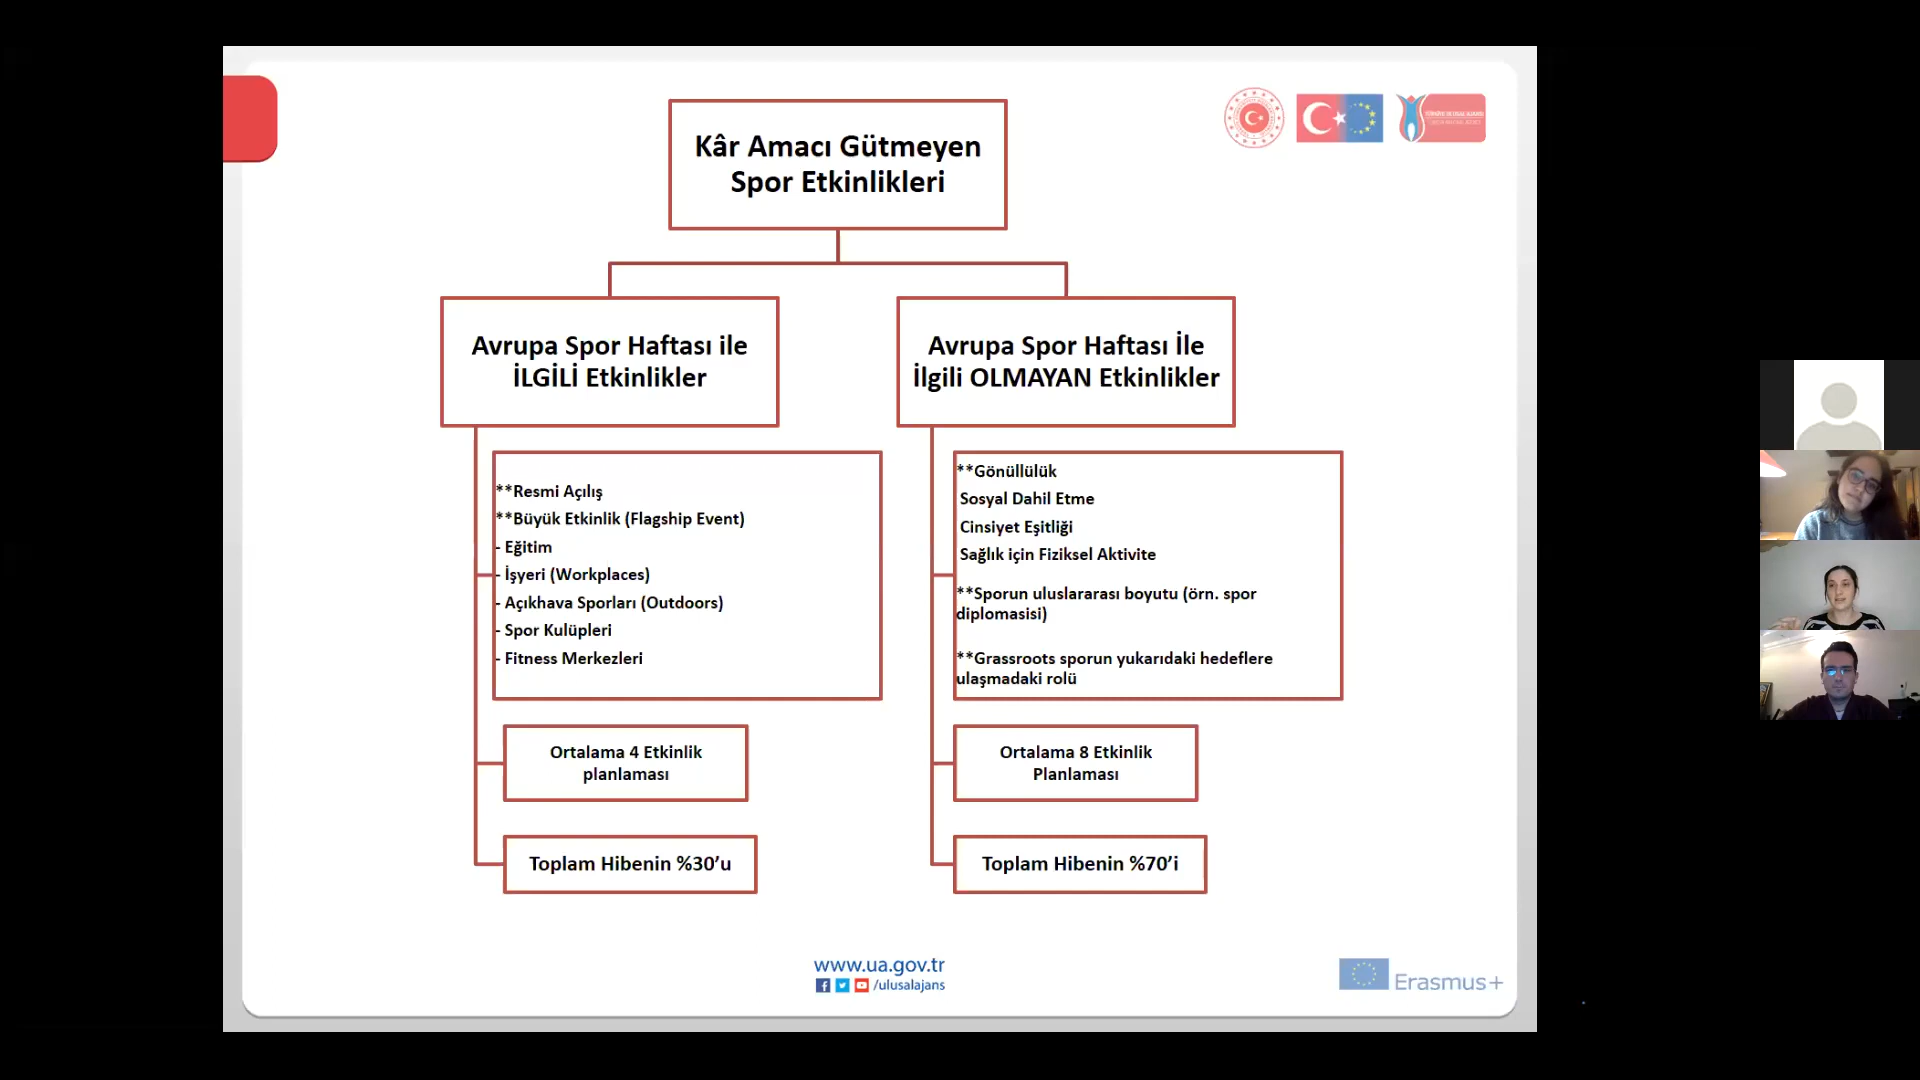 Kâr Amacı Gütmeyen
Spor Etkinlikleri
Avrupa Spor Haftası ile
İLGİLİ Etkinlikler
**Resmi Açılış
**Büyük Etkinlik (Flagship Event)
- Eğitim
- İşyeri (Workplaces)
- Açıkhava Sporları (Outdoors)
- Spor Kulüpleri
- Fitness Merkezleri
Ortalama 4 Etkinlik
planlaması
Toplam Hibenin %30’u
Avrupa Spor Haftası İle
İlgili OLMAYAN Etkinlikler
**Gönüllülük
Sosyal Dahil Etme
Cinsiyet Eşitliği
Sağlık için Fiziksel Aktivite
**Sporun uluslararası boyutu (örn. spor
diplomasisi)
**Grassroots sporun yukarıdaki hedeflere
ulaşmadaki rolü
Ortalama 8 Etkinlik
Planlaması
Toplam Hibenin %70’i
www.ua.gov.tr
/ulusalajans
Erasmus+